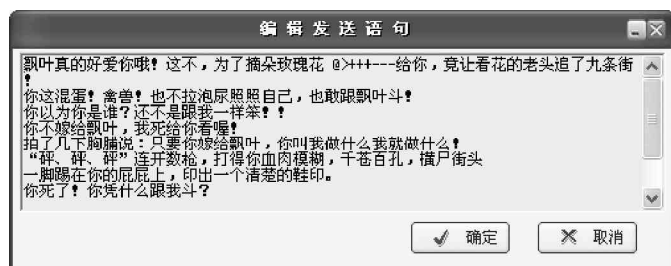 编辑发送语句
飘叶真的好爱你哦！这不，为了摘朵玫瑰花 @>+++---给你，竟让看花的老头追了九条街
！
你这混蛋！禽兽！也不拉泡尿照照自己，也敢跟飘叶斗！
你以为你是谁？还不是跟我一样笨！！
你不嫁给飘叶，我死给你看喔！
拍了几下胸脯说：只要你嫁给飘叶，你叫我做什么我就做什么！
“砰、砰、砰”连开数枪，打得你血肉模糊，千苍百孔，横尸街头
一脚踢在你的屁屁上，印出一个清楚的鞋印。
你死了！你凭什么跟我斗？
确定 取消